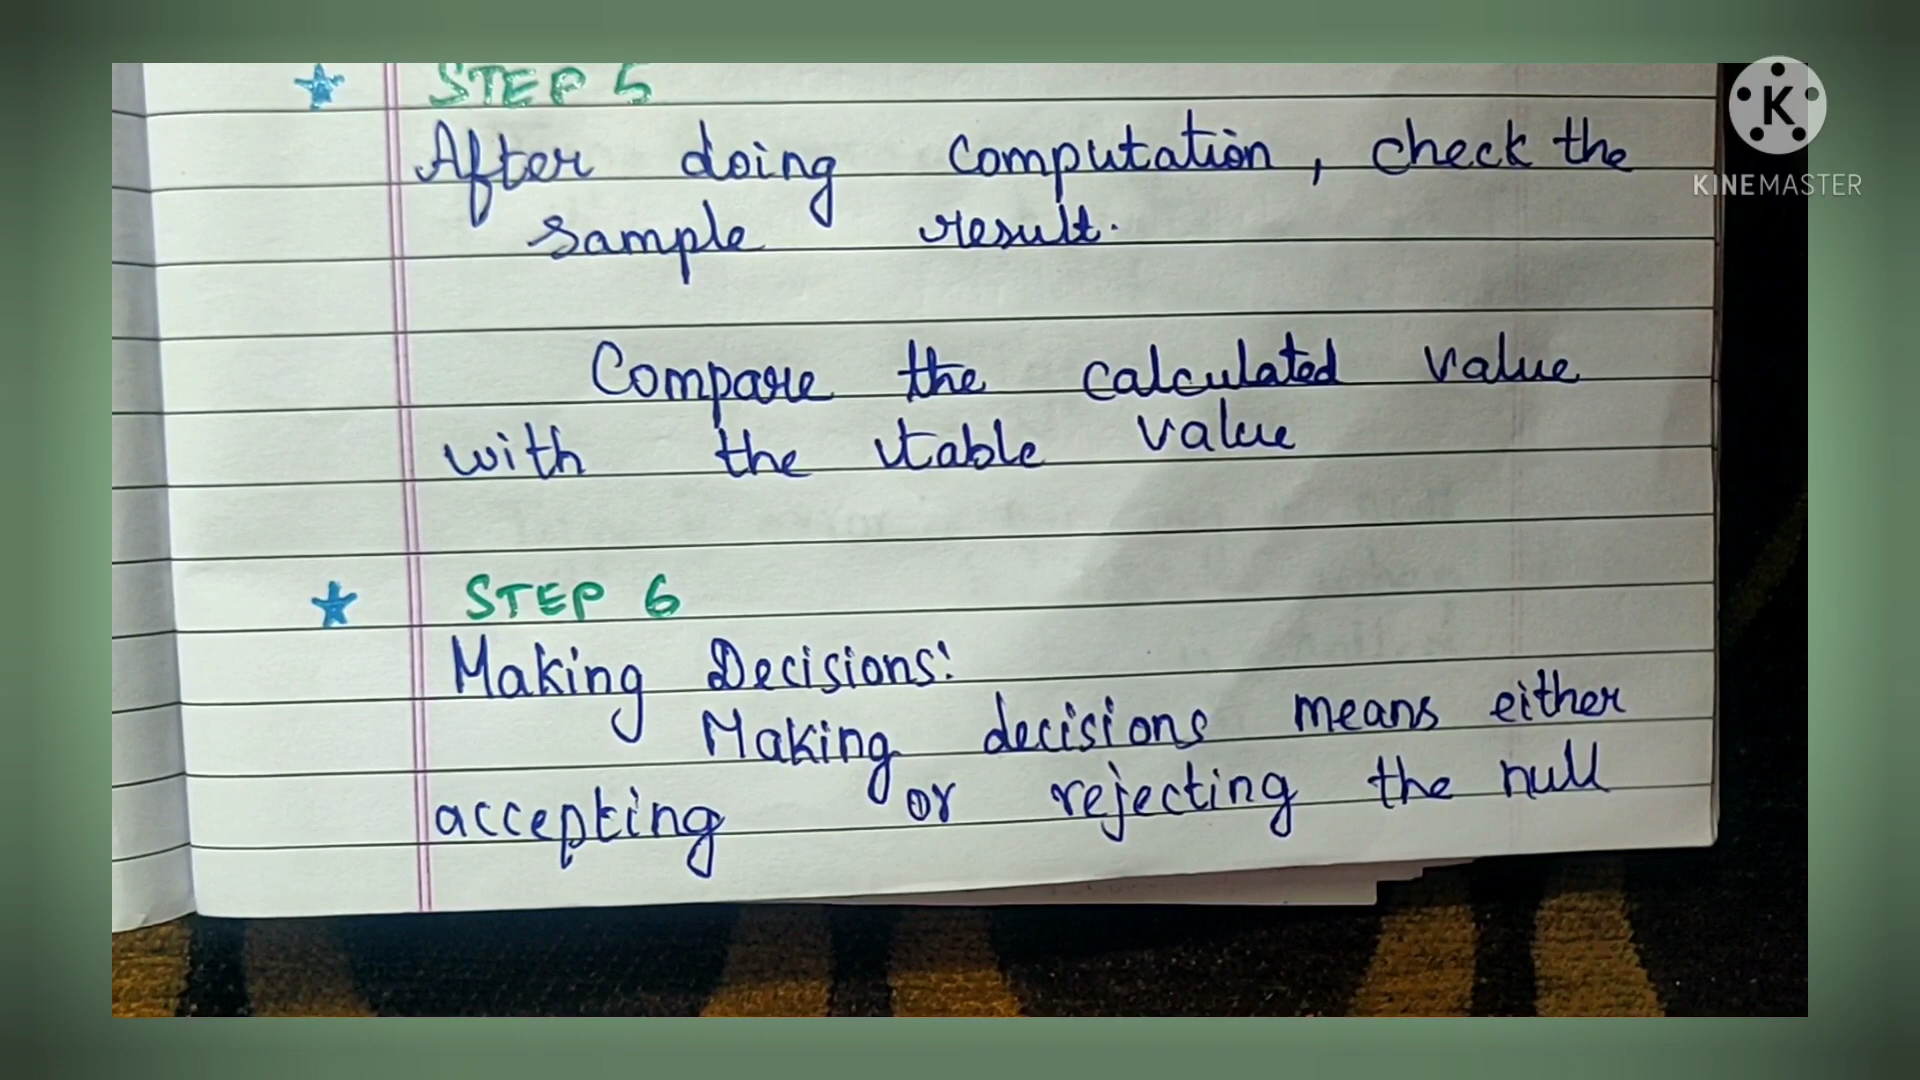 STEP 5
After doing computation, check the
sample result.
Compare the calculated value
with the table value
STEP 6
Making Decisions:
Making decisions means either
accepting or rejecting the null
KINEMASTER